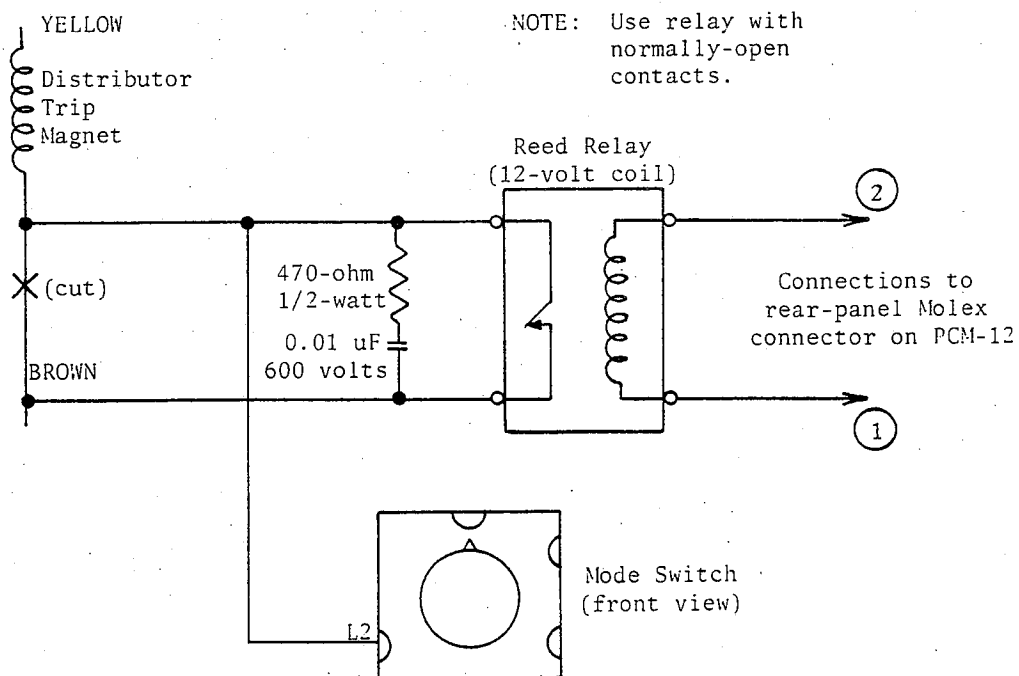 YELLOW
NOTE: Use relay with
normally-open
contacts.
Distributor
Trip
Magnet
Reed Relay
(12-volt coil)
2
(cut)
470-ohm
1/2-watt
0.01 uF
600 volts
Connections to
rear-panel Molex
connector on PCM-12
BROWN
1
Mode Switch
(front view)
L2